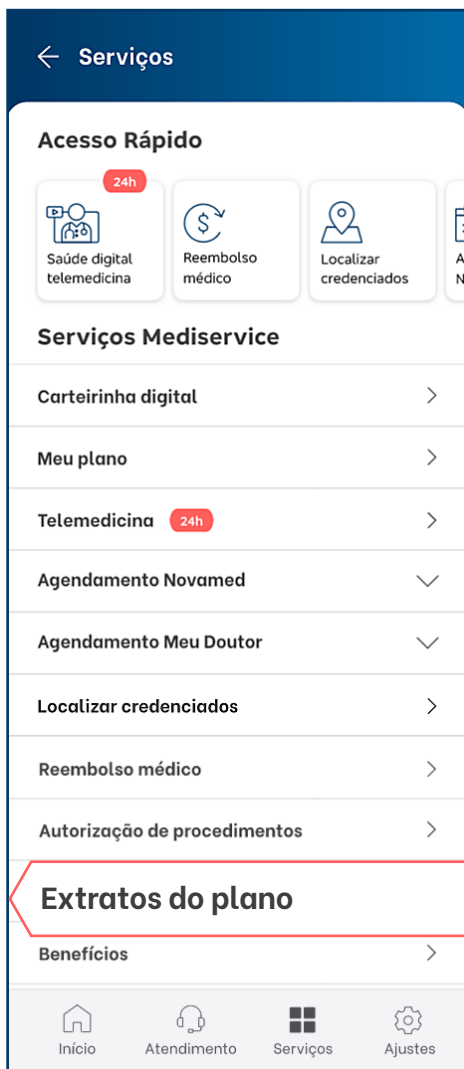 Serviços
Acesso Rápido
24h
Saúde digital
telemedicina
Reembolso
médico
Localizar
credenciados
A
N
Serviços Mediservice
Carteirinha digital
Meu plano
Telemedicina 24h
Agendamento Novamed
Agendamento Meu Doutor
Localizar credenciados
Reembolso médico
Autorização de procedimentos
Extratos do plano
Benefícios
Início Atendimento Serviços Ajustes